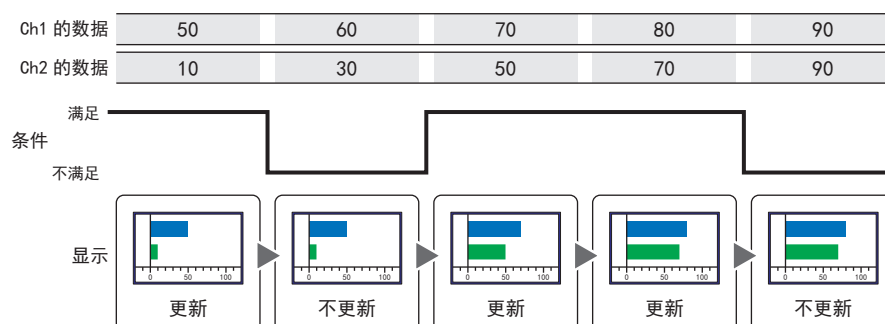 Ch1 的数据 50 60 70 80 90
Ch2 的数据 10 30 50 70 90
满足
条件
不满足
显示
0 50 100 0 50 100 0 50 100 0 50 100 0 50 100
更新 不更新 更新 更新 不更新